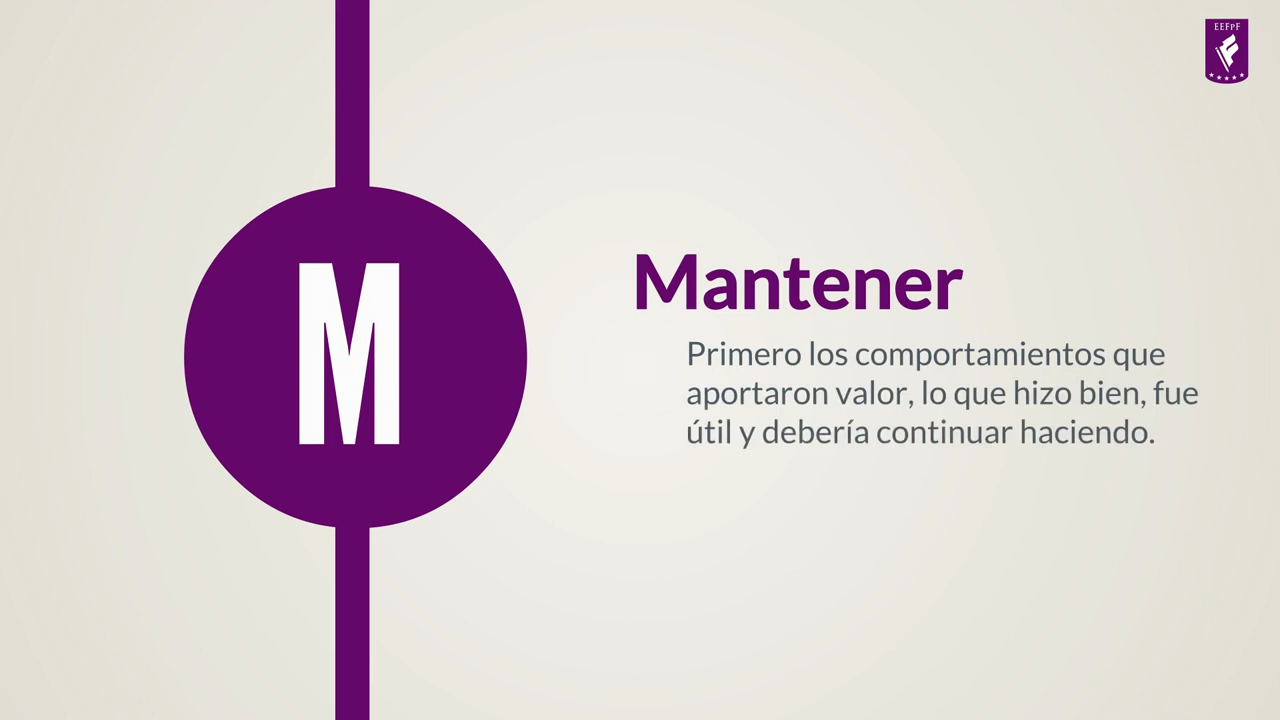 EEFPF
M
Mantener
Primero los comportamientos que
aportaron valor, lo que hizo bien, fue
útil y debería continuar haciendo.